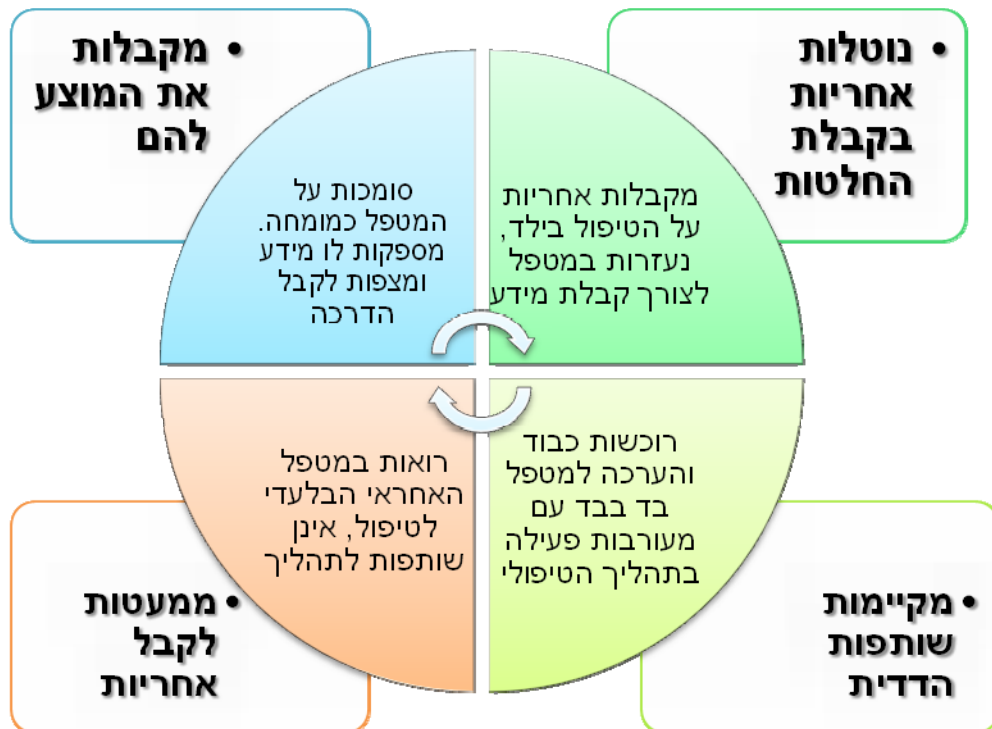 • נוטלות
אחריות
בקבלת
החלטות
מקבלות אחריות
על הטיפול בילד,
נעזרות במטפל
לצורך קבלת מידע
• מקבלות
את המוצע
להם
סומכות על
המטפל כמומחה.
מספקות לו מידע
ומצפות לקבל
הדרכה
רוכשות כבוד
והערכה למטפל
בד בבד עם
מעורבות פעילה
בתהליך הטיפולי
• מקיימות
שותפות
הדדית
רואות במטפל
האחראי הבלעדי
לטיפול, אינן
שותפות לתהליך
• ממעטות
לקבל
אחריות